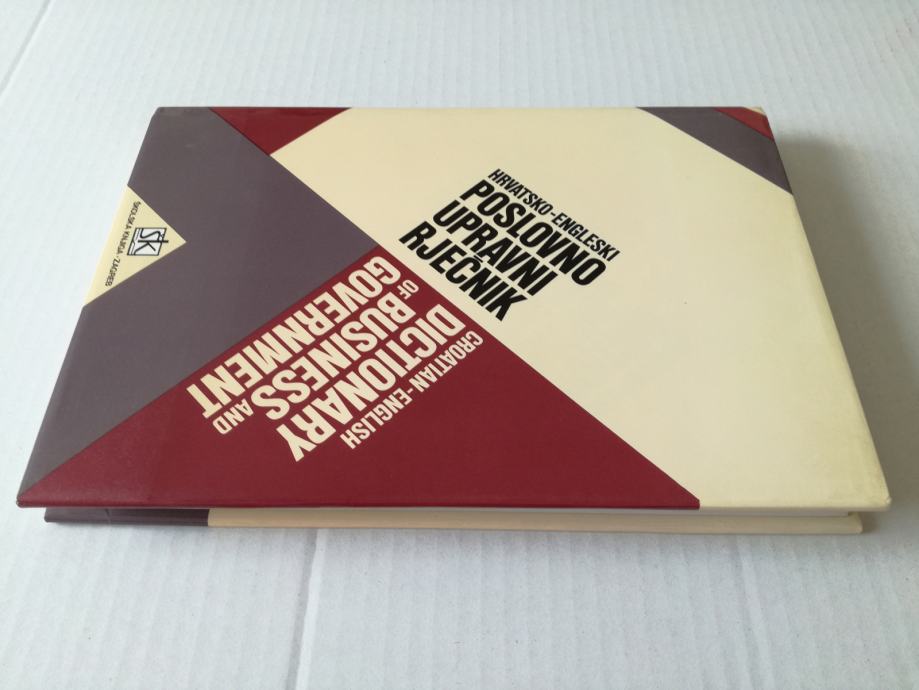 HRVATSKO-ENGLESKI
POSLOVNO
UPRAVNI
RJEČNIK
CROATIAN-ENGLISH
DICTIONARY
OF BUSINESS AND
GOVERNMENT
ŠK
ŠKOLSKA KNJIGA · ZAGREB